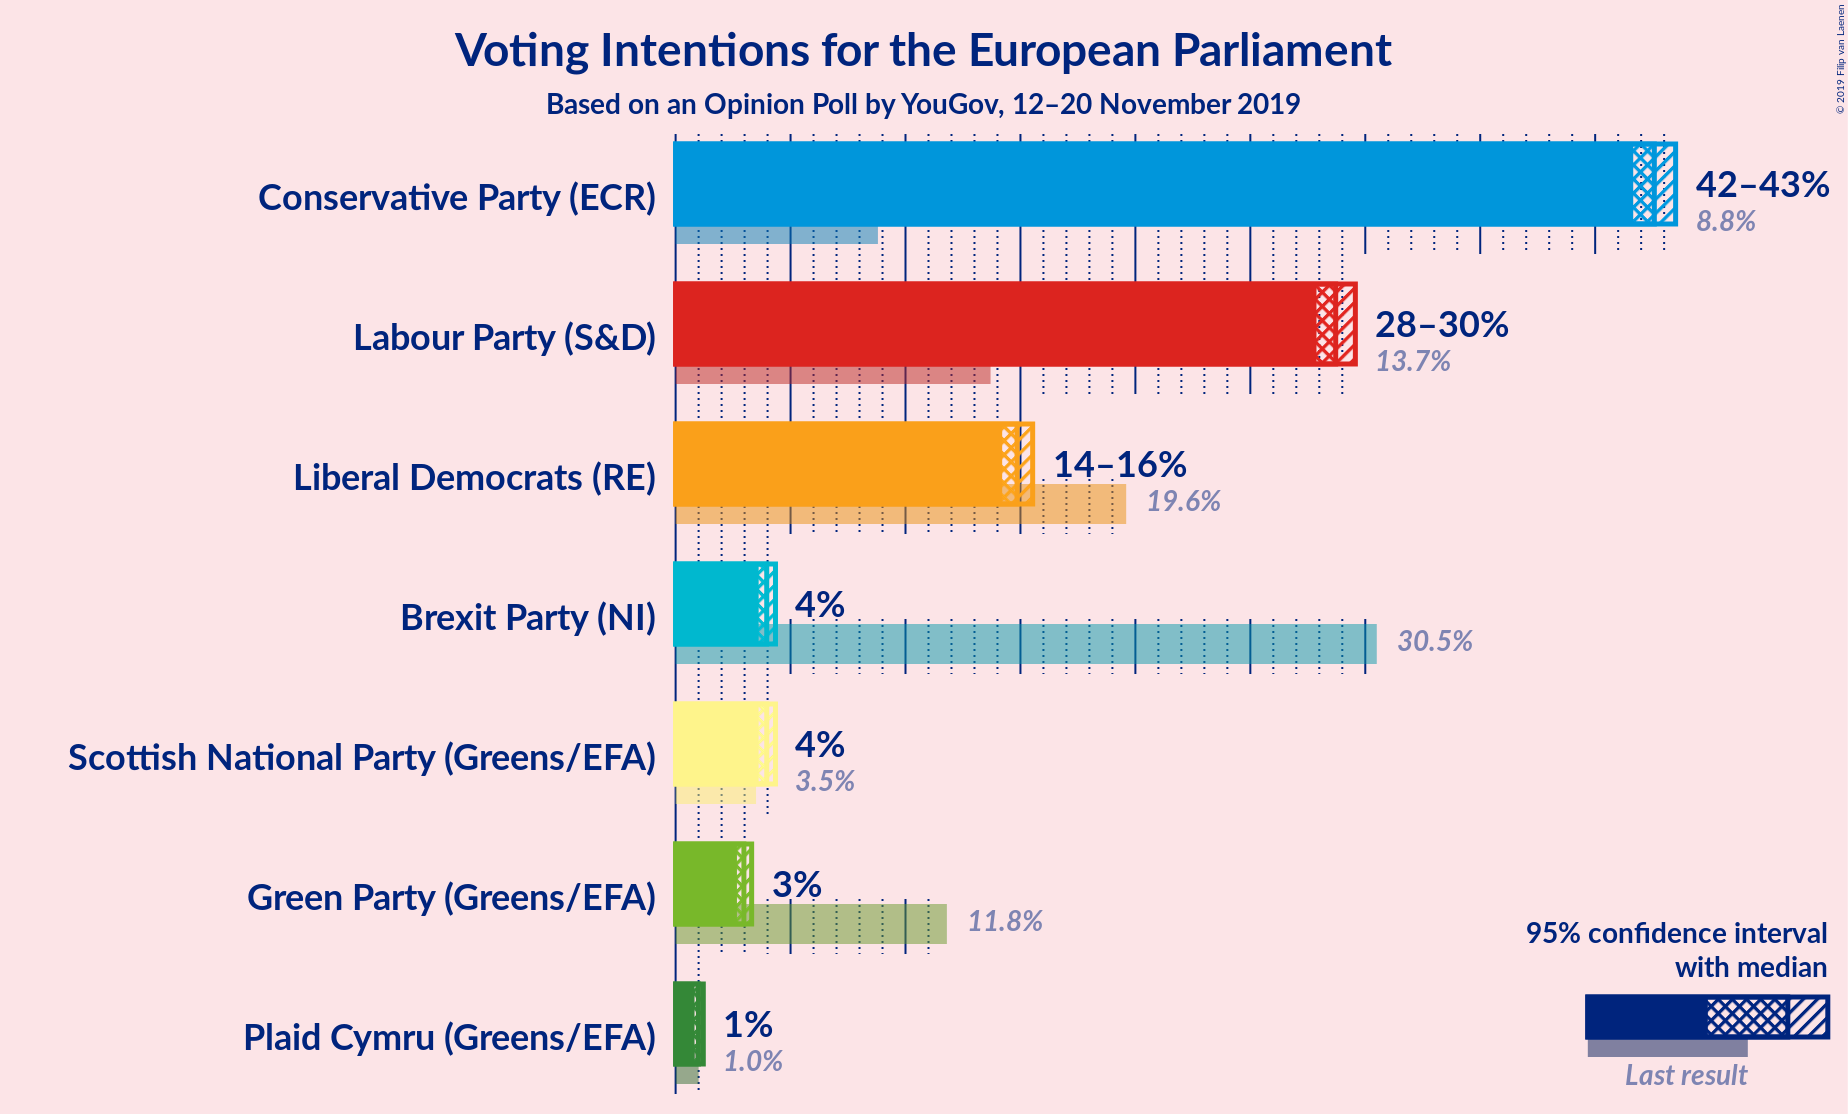 Voting Intentions for the European Parliament
Based on an Opinion Poll by YouGov, 12–20 November 2019
© 2019 Filip van Laenen
Conservative Party (ECR)
42–43%
8.8%
Labour Party (S&D)
28–30%
13.7%
Liberal Democrats (RE)
14–16%
19.6%
Brexit Party (NI)
4%
30.5%
Scottish National Party (Greens/EFA)
4%
3.5%
Green Party (Greens/EFA)
3%
11.8%
Plaid Cymru (Greens/EFA)
1%
1.0%
95% confidence interval
with median
Last result